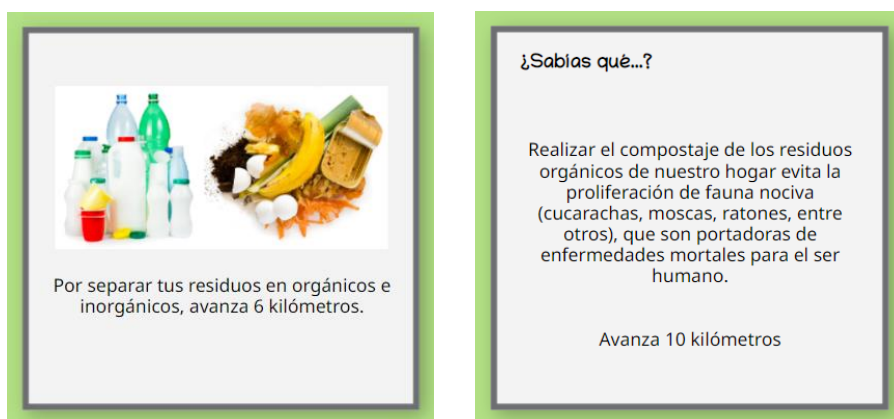 Por separar tus residuos en orgánicos e
inorgánicos, avanza 6 kilómetros.
¿Sabias qué...?
Realizar el compostaje de los residuos
orgánicos de nuestro hogar evita la
proliferación de fauna nociva
(cucarachas, moscas, ratones, entre
otros), que son portadoras de
enfermedades mortales para el ser
humano.
Avanza 10 kilómetros